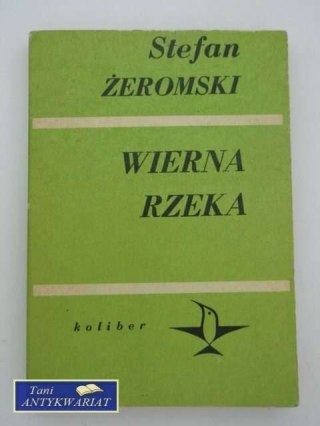 Stefan
ŻEROMSKI
WIERNA
RZEKA
koliber
Tani
ANTYKWARIAT